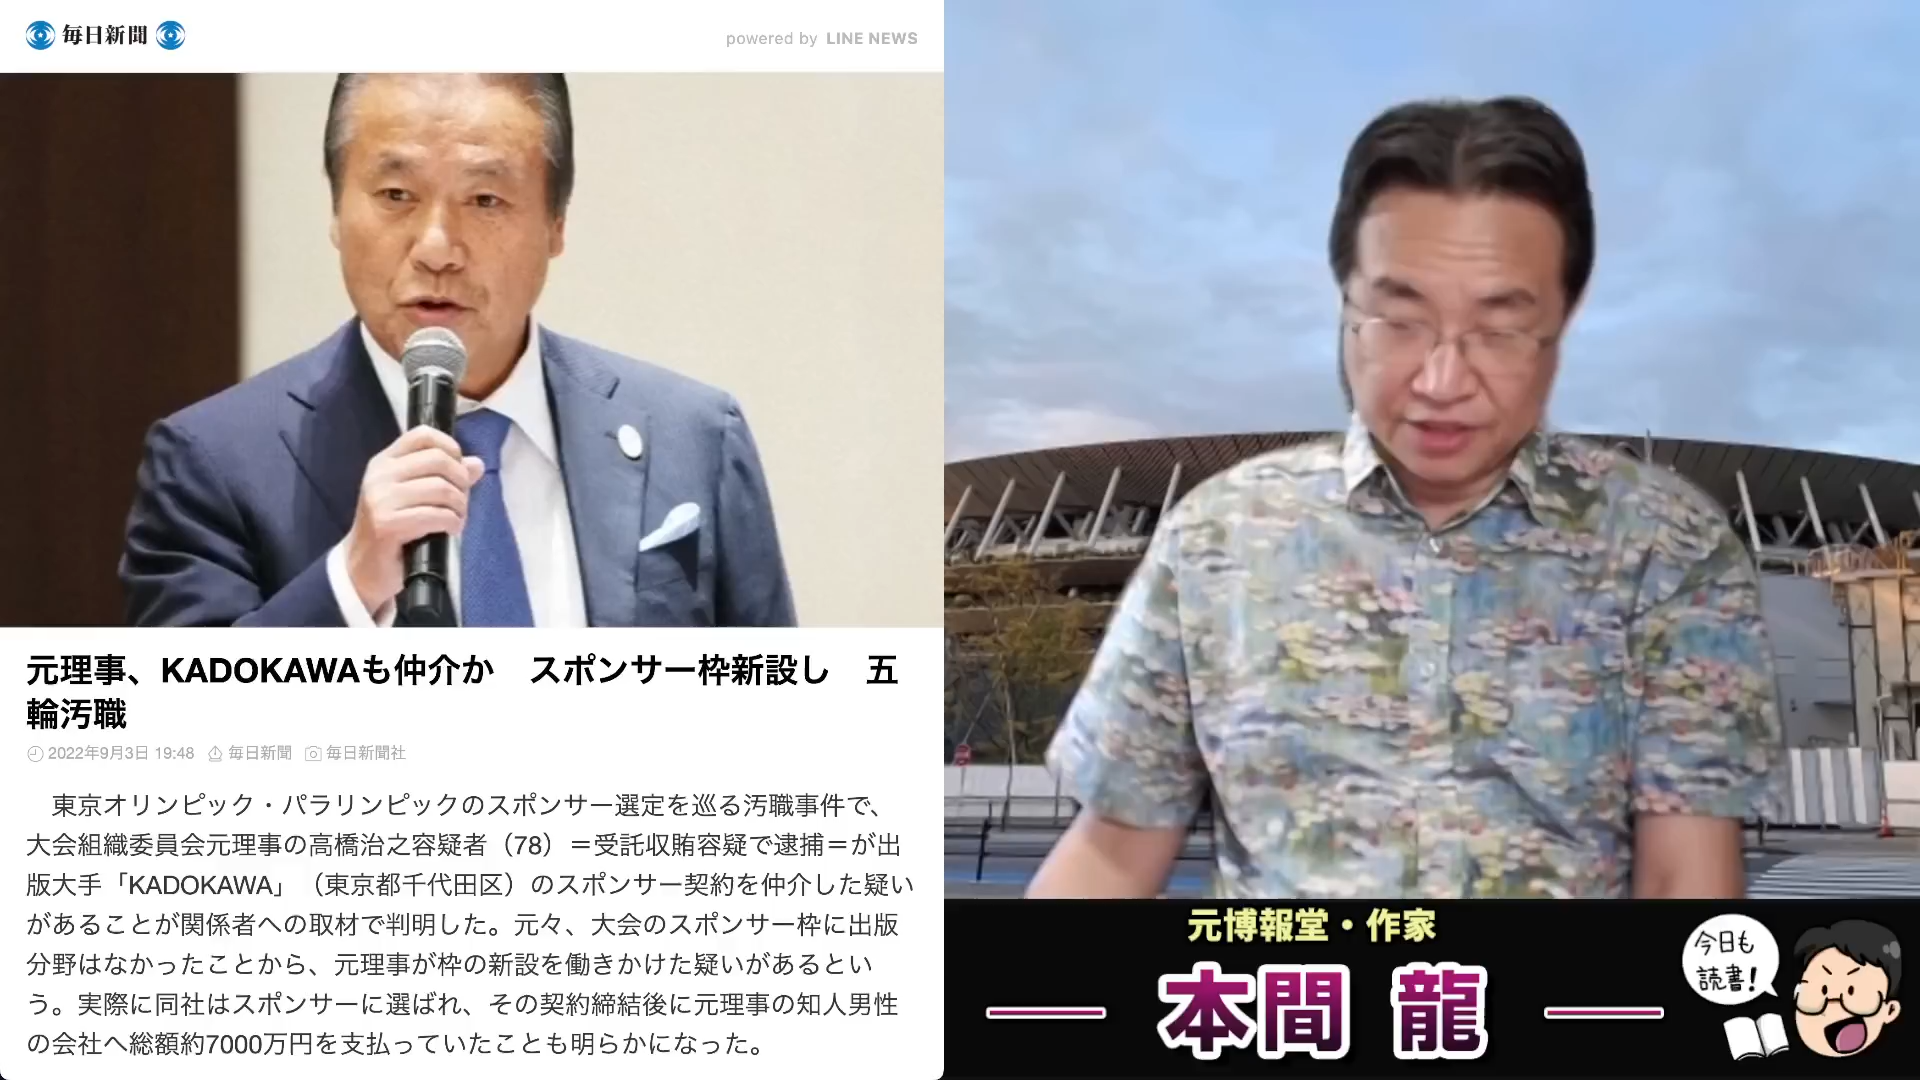 毎日新聞
powered by LINE NEWS
元理事、KADOKAWAも仲介か　スポンサー枠新設し　五
輪汚職
2022年9月3日 19:48 毎日新聞 毎日新聞社
　東京オリンピック・パラリンピックのスポンサー選定を巡る汚職事件で、
大会組織委員会元理事の高橋治之容疑者（78）＝受託収賄容疑で逮捕＝が出
版大手「KADOKAWA」（東京都千代田区）のスポンサー契約を仲介した疑い
があることが関係者への取材で判明した。元々、大会のスポンサー枠に出版
分野はなかったことから、元理事が枠の新設を働きかけた疑いがあるとい
う。実際に同社はスポンサーに選ばれ、その契約締結後に元理事の知人男性
の会社へ総額約7000万円を支払っていたことも明らかになった。
元博報堂・作家
本間 龍
今日も
読書!